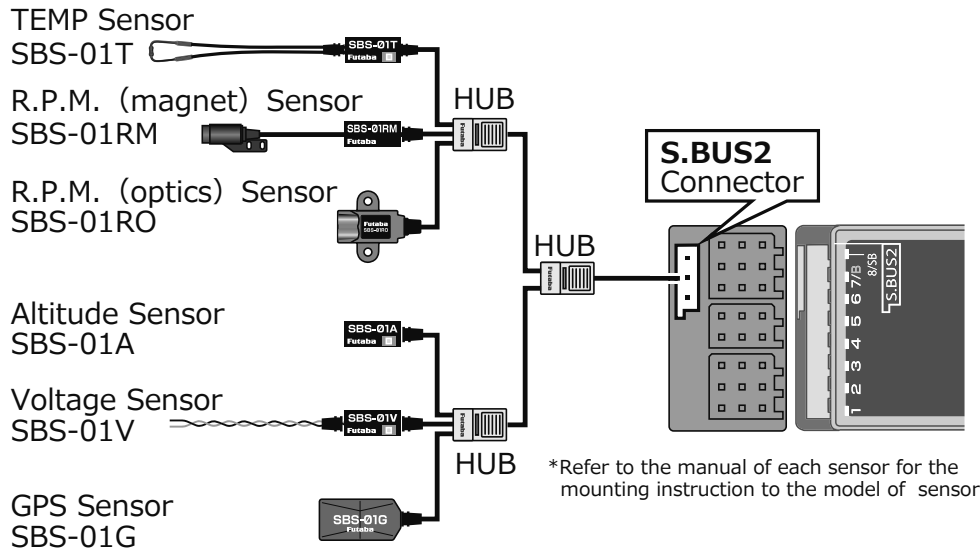 TEMP Sensor
SBS-01T
SBS-01T
Futaba
R.P.M. (magnet) Sensor
SBS-01RM
SBS-01RM
Futaba
HUB
Futaba
R.P.M. (optics) Sensor
SBS-01RO
Futaba
SBS-01RO
S.BUS2
Connector
HUB
Futaba
Altitude Sensor
SBS-01A
SBS-01A
Futaba
Voltage Sensor
SBS-01V
SBS-01V
Futaba
Futaba
HUB
GPS Sensor
SBS-01G
SBS-01G
Futaba
S.BUS2
8/SB
7/B
6
5
4
3
2
1
*Refer to the manual of each sensor for the
mounting instruction to the model of sensor